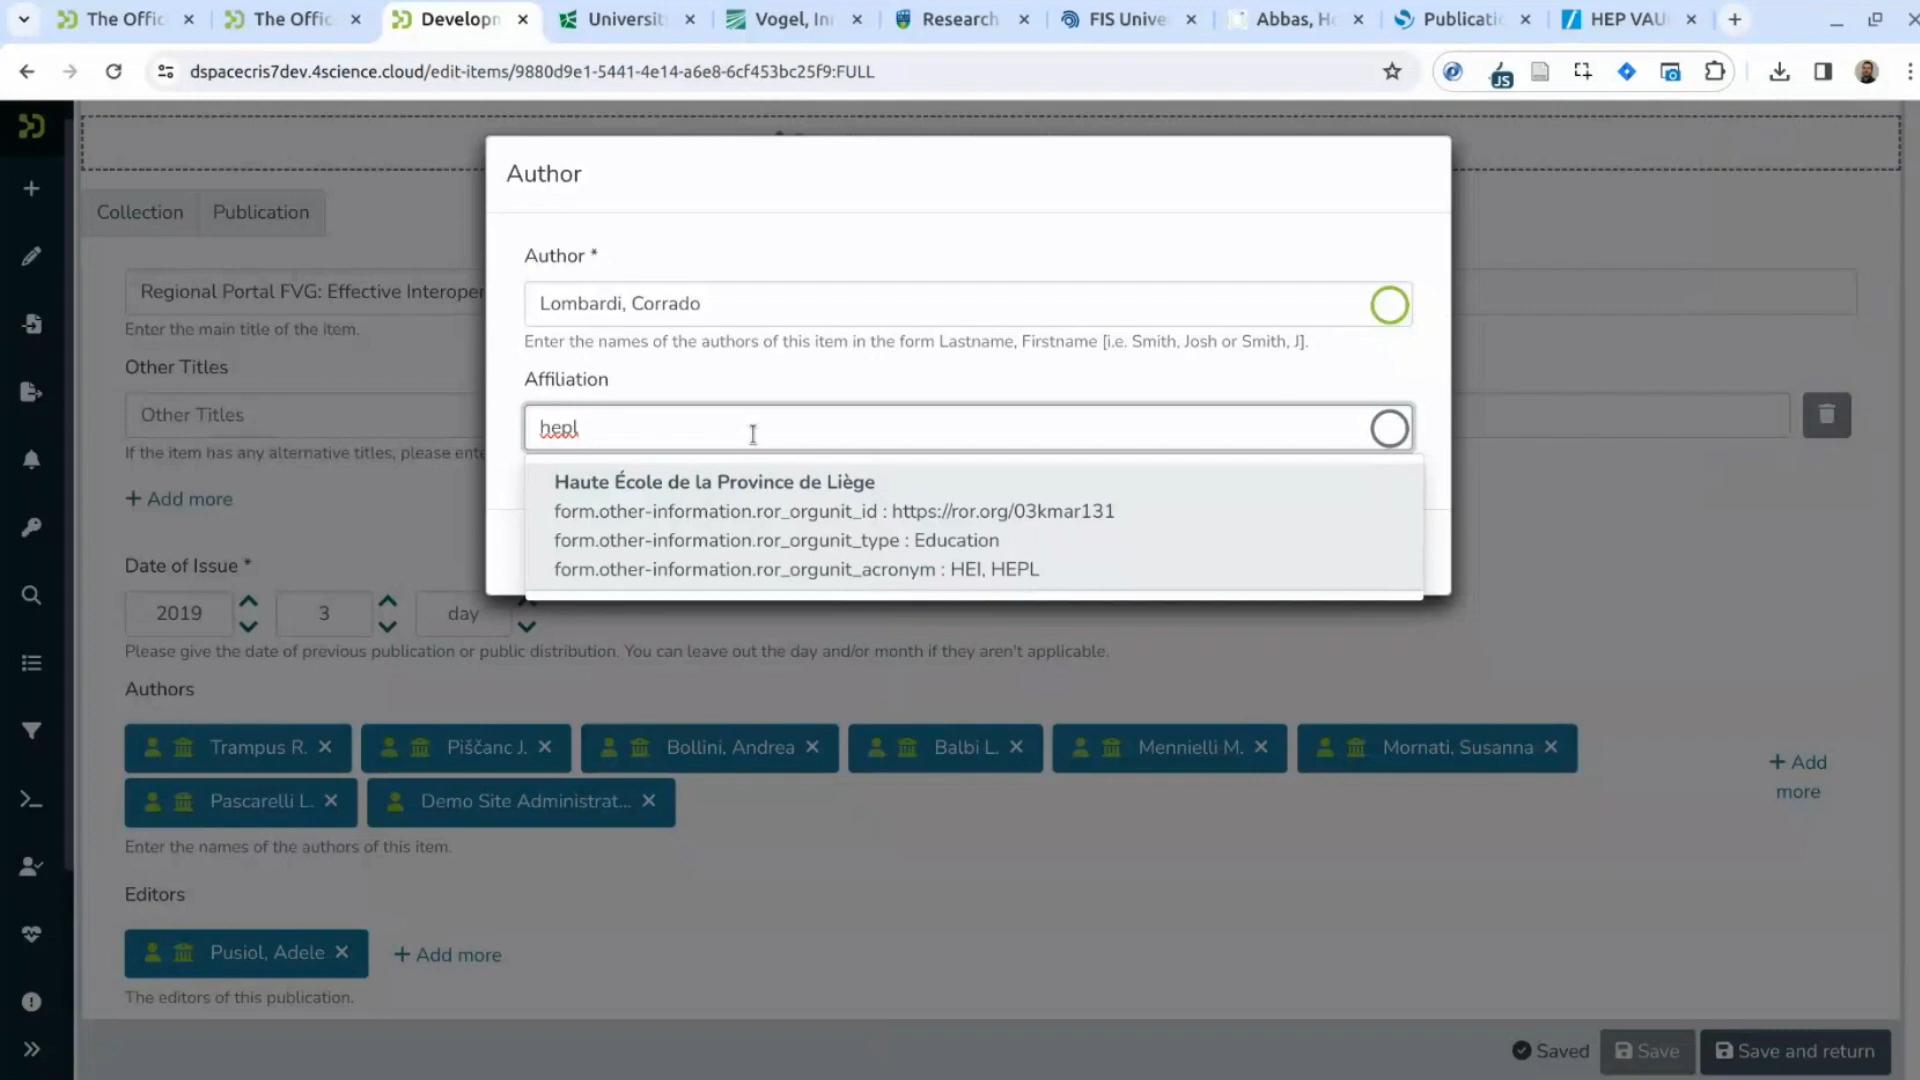 The Offic
The Offic
Developm
Universit
Vogel, In
Research
FIS Unive
Abbas, H
Publicati
HEP VAU
dspacecris7dev.4science.cloud/edit-items/9880d9e1-5441-4e14-a6e8-6cf453bc25f9:FULL
JS
Author
Collection
Publication
Author *
Regional Portal FVG: Effective Interoper
Lombardi, Corrado
Enter the main title of the item.
Enter the names of the authors of this item in the form Lastname, Firstname [i.e. Smith, Josh or Smith, J].
Other Titles
Affiliation
Other Titles
hepl
If the item has any alternative titles, please ente
Haute École de la Province de Liège
+ Add more
form.other-information.ror_orgunit_id : https://ror.org/03kmar131
form.other-information.ror_orgunit_type : Education
Date of Issue *
form.other-information.ror_orgunit_acronym : HEI, HEPL
2019
3
day
Please give the date of previous publication or public distribution. You can leave out the day and/or month if they aren't applicable.
Authors
Trampus R.
Piščanc J.
Bollini, Andrea
Balbi L.
Mennielli M.
Mornati, Susanna
+ Add more
Pascarelli L.
Demo Site Administrat...
Enter the names of the authors of this item.
Editors
Pusiol, Adele
+ Add more
The editors of this publication.
Saved
Save
Save and return